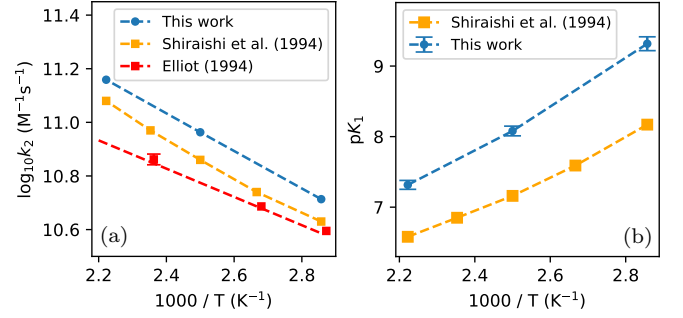 This work
Shiraishi et al. (1994)
Elliot (1994)
11.4
11.2
11.0
10.8
10.6
log₁₀k₂ (M⁻¹s⁻¹)
(a)
2.2
2.4
2.6
2.8
1000 / T (K⁻¹)
Shiraishi et al. (1994)
This work
9
8
7
pK₁
(b)
2.2
2.4
2.6
2.8
1000 / T (K⁻¹)